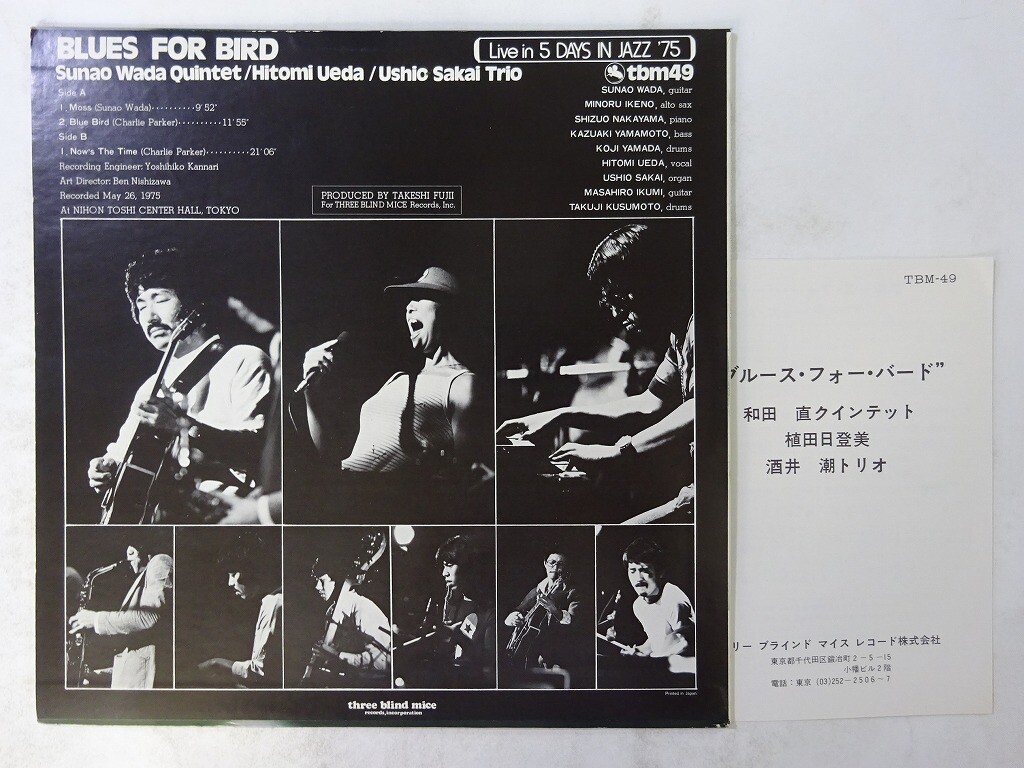 BLUES FOR BIRD
Live in 5 DAYS IN JAZZ '75
Sunao Wada Quintet/Hitomi Ueda/Ushio Sakai Trio
tbm49
Side A
1, Moss (Sunao Wada)··········9'52"
2, Blue Bird (Charlie Parker)··········11'55"
Side B
1, Now's The Time (Charlie Parker)··········21'06"
Recording Engineer: Yoshihiko Kannari
Art Director: Ben Nishizawa
Recorded May 26, 1975
At NIHON TOSHI CENTER HALL, TOKYO
PRODUCED BY TAKESHI FUJII
For THREE BLIND MICE Records, Inc.
SUNAO WADA, guitar
MINORU IKENO, alto sax
SHIZUO NAKAYAMA, piano
KAZUAKI YAMAMOTO, bass
KOJI YAMADA, drums
HITOMI UEDA, vocal
USHIO SAKAI, organ
MASAHIRO IKUMI, guitar
TAKUJI KUSUMOTO, drums
Printed in Japan
three blind mice
records, incorporation
TBM-49
ブルース・フォー・バード”
和田 直クインテット
植田日登美
酒井 潮トリオ
リー ブラインド マイス レコード株式会社
東京都千代田区鍛冶町2-5-15
小幡ビル2階
電話:東京 (03)252-2506~7